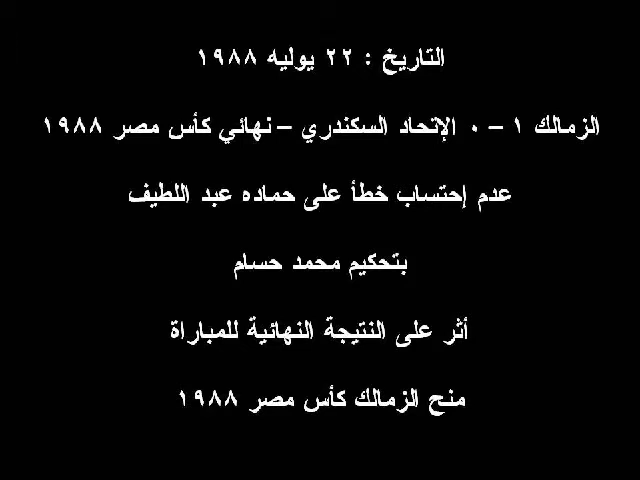 التاريخ : ٢٢ يوليه ١٩٨٨
الزمالك ١ – ٠ الإتحاد السكندري – نهائي كأس مصر ١٩٨٨
عدم إحتساب خطأ على حماده عبد اللطيف
بتحكيم محمد حسام
أثر على النتيجة النهائية للمباراة
منح الزمالك كأس مصر ١٩٨٨